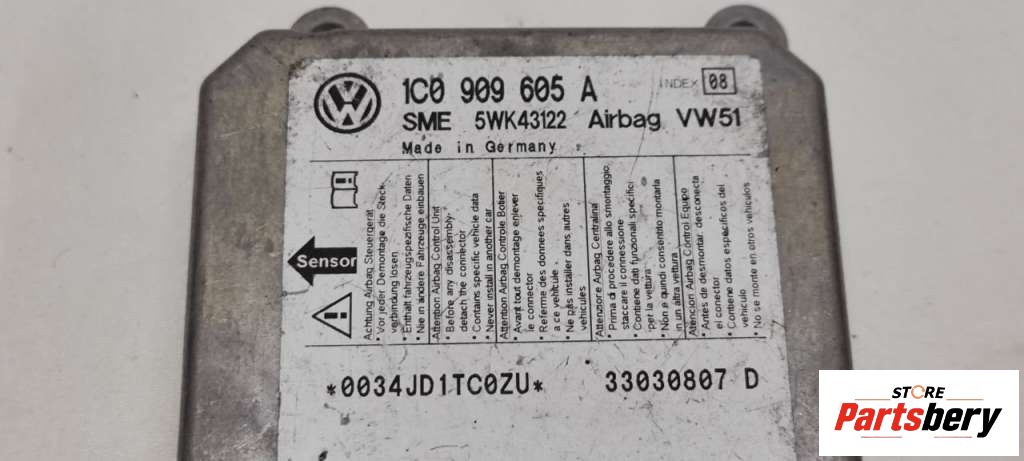 1C0 909 605 A
INDEX 08
SME 5WK43122 Airbag VW51
Made in Germany
Sensor
Achtung Airbag Steuergerät
• Vor jeder Demontage die Steck-
verbindung lösen
• Enthält fahrzeugspezifische Daten
• Nie in andere Fahrzeuge einbauen
Attention Airbag Control Unit
• Before any disassembly
detach the connector
• Contains specific vehicle data
• Never install in another car
Attention Airbag Controle Boîtier
• Avant tout demontage enlever
le connector
• Referme des donnees specifiques
a ce véhicule
• Ne pas installer dans autres
vehicules
Attenzione Airbag Centralina
• Prima di procedere allo smontaggio
staccare il connessione
• Contiene dati funzionali specifici
per la vettura
• Non e quindi consentito montarla
in un altra vettura
Atencion Airbag Control Equipo
• Antes de desmontar, desconecta
el conector
• Contiene datos especificos del
vehiculo
• No se monte en otros vehiculos
*0034JD1TC0ZU* 33030807 D
STORE
Partsbery